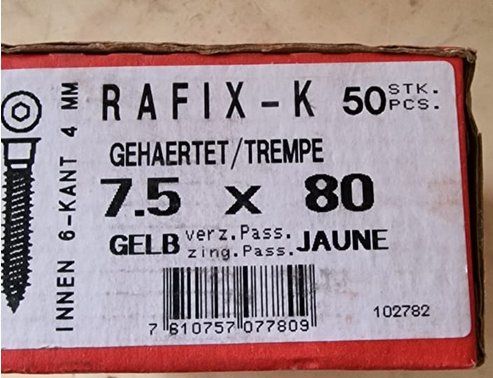 INNEN 6-KANT 4 MM
RAFIX-K 50 STK.
PCS.
GEHAERTET/TREMPE
7.5 x 80
GELB verz.Pass. JAUNE
zing.Pass.
7 610757 077809
102782